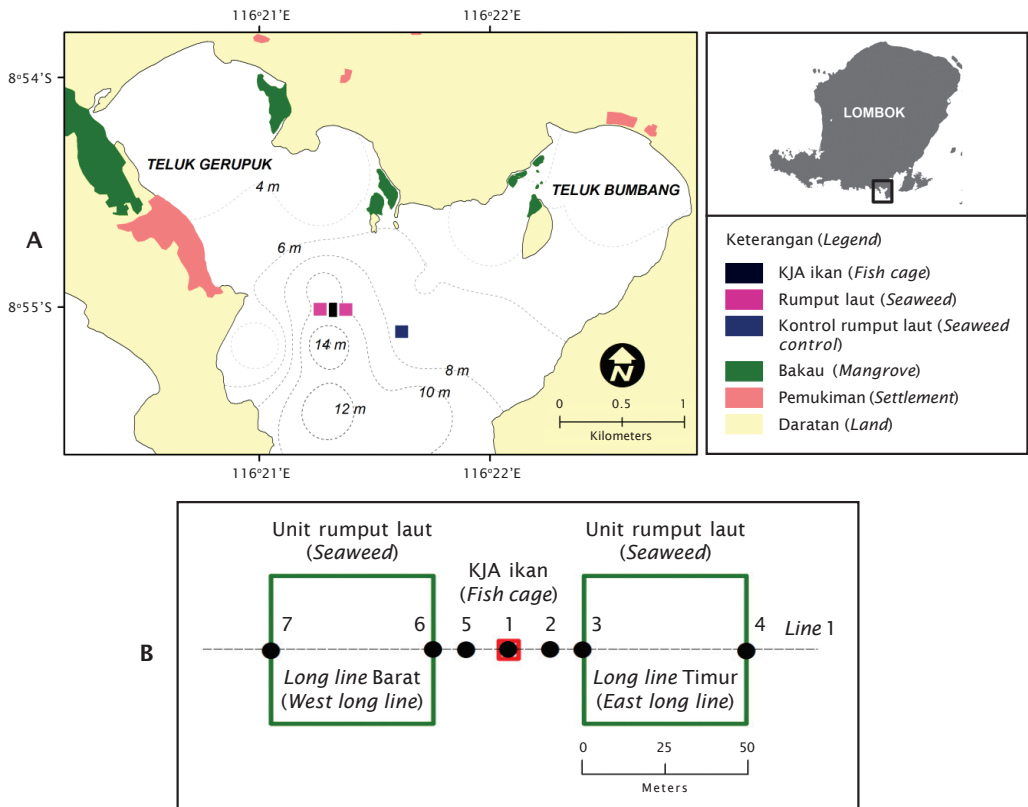 116°21'E
116°22'E
8°54'S
8°55'S
A
TELUK GERUPUK
TELUK BUMBANG
4 m
6 m
8 m
10 m
14 m
12 m
N
0 0.5 1
Kilometers
116°21'E
116°22'E
LOMBOK
Keterangan (Legend)
KJA ikan (Fish cage)
Rumput laut (Seaweed)
Kontrol rumput laut (Seaweed
control)
Bakau (Mangrove)
Pemukiman (Settlement)
Daratan (Land)
B
Unit rumput laut
(Seaweed)
KJA ikan
(Fish cage)
Unit rumput laut
(Seaweed)
7 6 5 1 2 3 4 Line 1
Long line Barat
(West long line)
Long line Timur
(East long line)
0 25 50
Meters